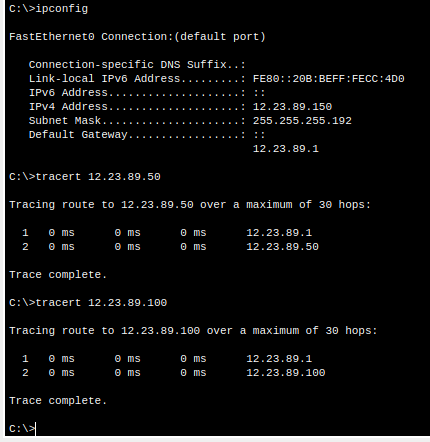 C:\>ipconfig
FastEthernet0 Connection:(default port)
Connection-specific DNS Suffix..:
Link-local IPv6 Address.........: FE80::20B:BEFF:FECC:4D0
IPv6 Address....................: ::
IPv4 Address....................: 12.23.89.150
Subnet Mask.....................: 255.255.255.192
Default Gateway.................: ::
12.23.89.1
C:\>tracert 12.23.89.50
Tracing route to 12.23.89.50 over a maximum of 30 hops:
1 0 ms 0 ms 0 ms 12.23.89.1
2 0 ms 0 ms 0 ms 12.23.89.50
Trace complete.
C:\>tracert 12.23.89.100
Tracing route to 12.23.89.100 over a maximum of 30 hops:
1 0 ms 0 ms 0 ms 12.23.89.1
2 0 ms 0 ms 0 ms 12.23.89.100
Trace complete.
C:\>